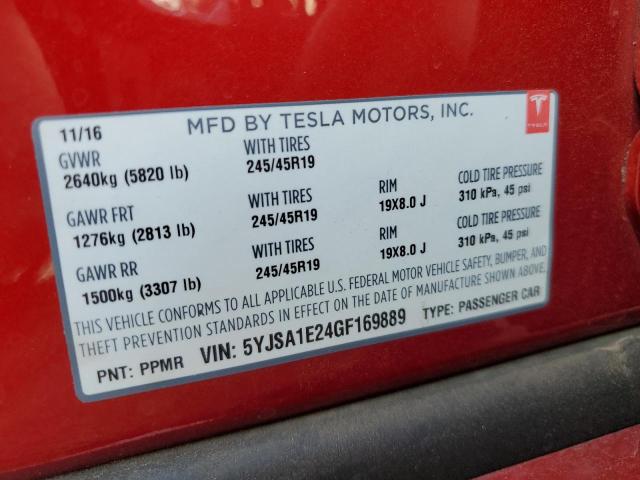 11/16 MFD BY TESLA MOTORS, INC. TESLA
GVWR WITH TIRES
2640kg (5820 lb) 245/45R19
GAWR FRT WITH TIRES RIM COLD TIRE PRESSURE
1276kg (2813 lb) 245/45R19 19X8.0 J 310 kPa, 45 psi
GAWR RR WITH TIRES RIM COLD TIRE PRESSURE
1500kg (3307 lb) 245/45R19 19X8.0 J 310 kPa, 45 psi
THIS VEHICLE CONFORMS TO ALL APPLICABLE U.S. FEDERAL MOTOR VEHICLE SAFETY, BUMPER, AND
THEFT PREVENTION STANDARDS IN EFFECT ON THE DATE OF MANUFACTURE SHOWN ABOVE.
PNT: PPMR VIN: 5YJSA1E24GF169889 TYPE: PASSENGER CAR